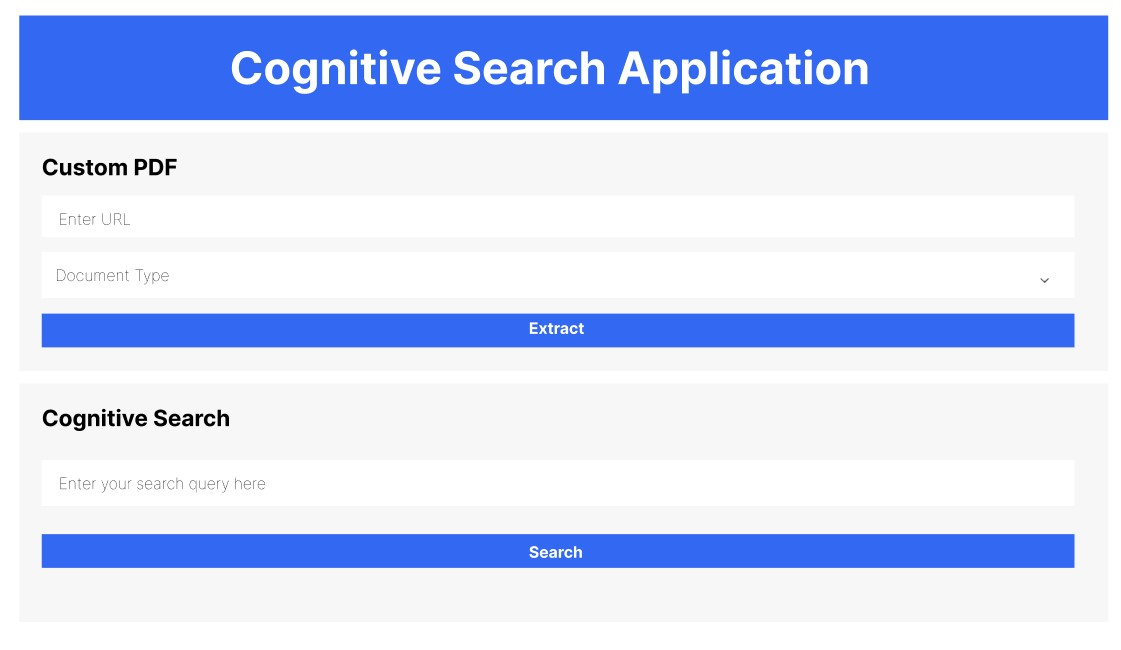 Cognitive Search Application
Custom PDF
Enter URL
Document Type
Extract
Cognitive Search
Enter your search query here
Search